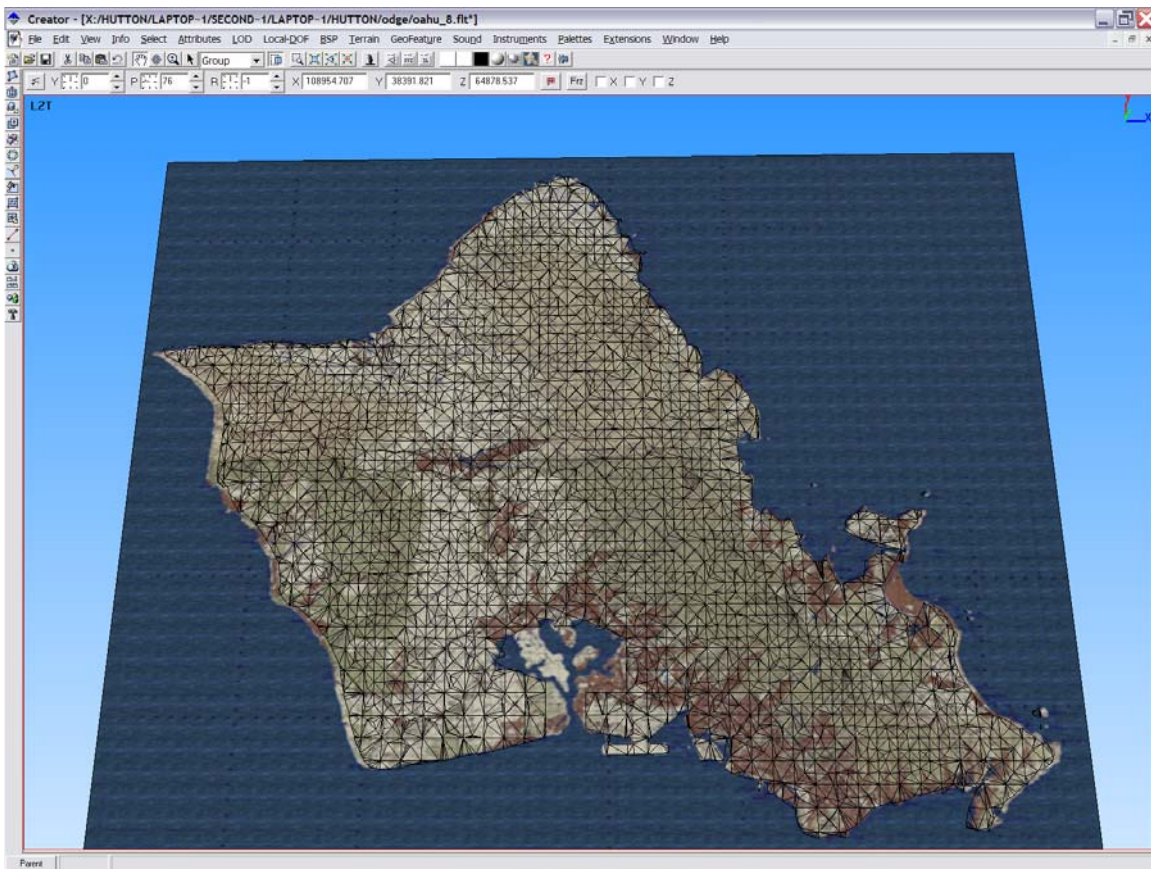 Creator - [X:/HUTTON/LAPTOP~1/SECOND~1/LAPTOP~1/HUTTON/odge/oahu_8.flt*]
File Edit View Info Select Attributes LOD Local-DOF BSP Terrain GeoFeature Sound Instruments Palettes Extensions Window Help
Group
Y 0 P 76 R -1 X 108954.707 Y 38391.821 Z 64878.537 Frz X Y Z
L2T
X
Parent